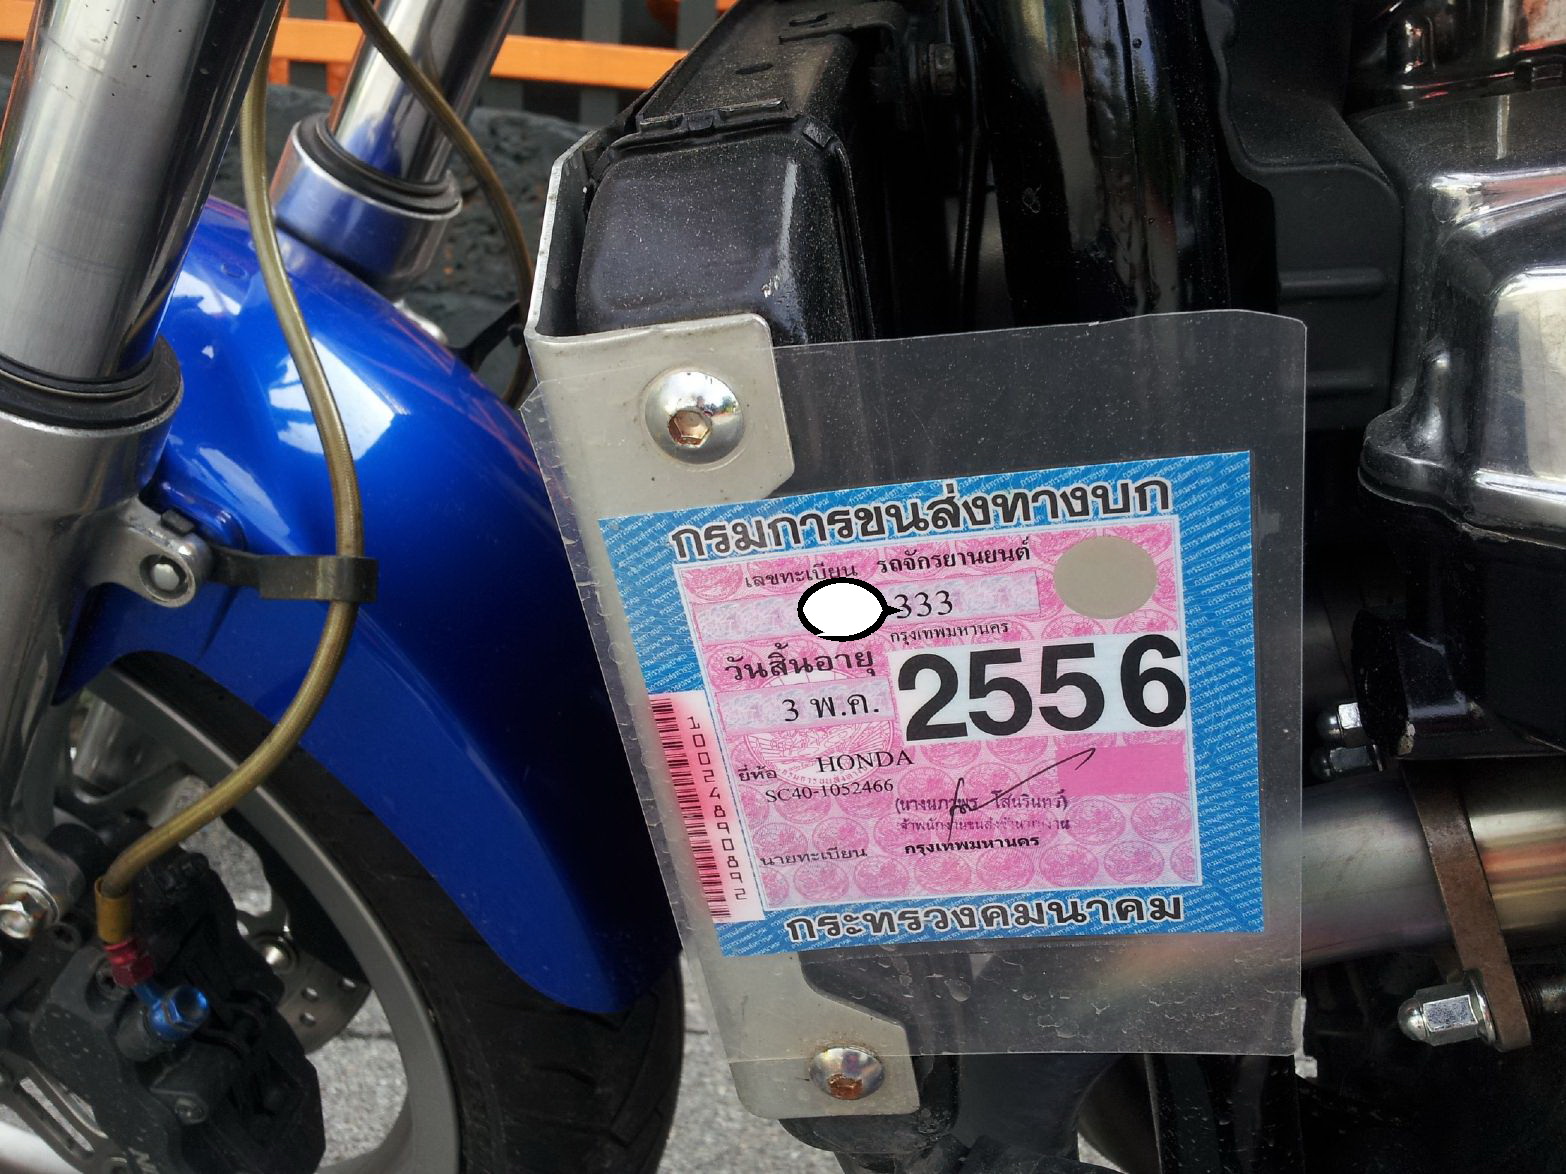 กรมการขนส่งทางบก
เลขทะเบียน รถจักรยานยนต์
333
กรุงเทพมหานคร
วันสิ้นอายุ
3 พ.ค. 2556
ยี่ห้อ HONDA
SC40-1052466
นายทะเบียน กรุงเทพมหานคร
กระทรวงคมนาคม
10024890892